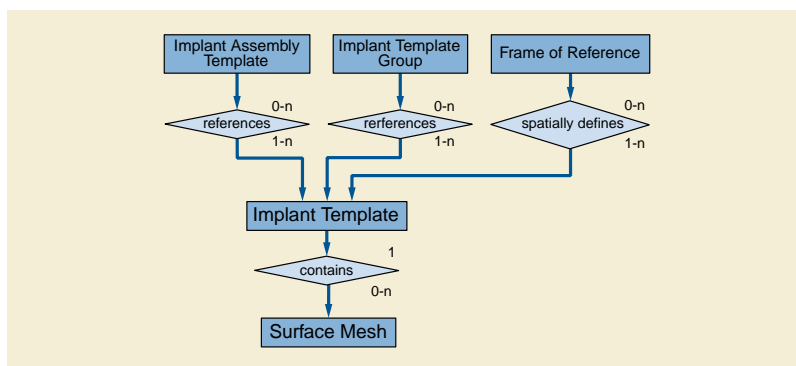 Implant Assembly
Template
Implant Template
Group
Frame of Reference
0-n
0-n
0-n
references
rerferences
spatially defines
1-n
1-n
1-n
Implant Template
1
contains
0-n
Surface Mesh